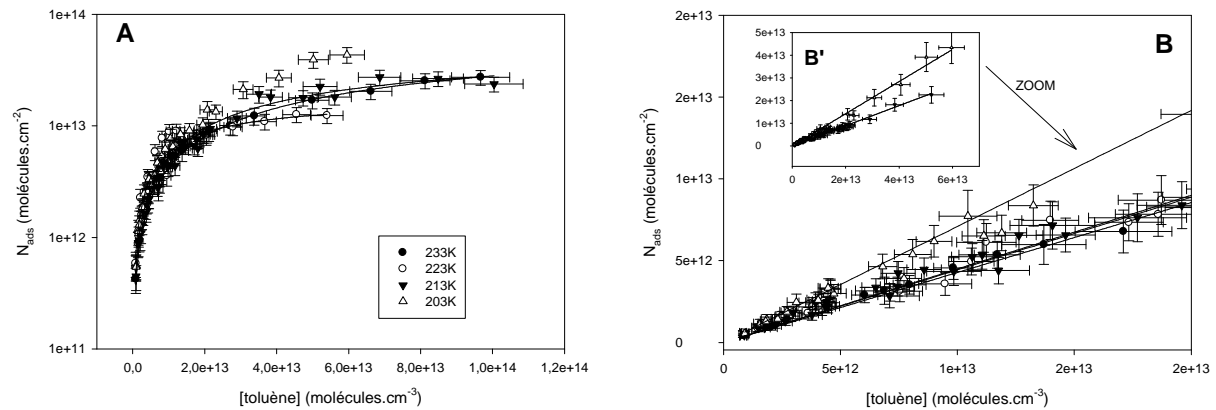 A
1e+14
1e+13
1e+12
1e+11
N_ads (molécules.cm⁻²)
0,0
2,0e+13
4,0e+13
6,0e+13
8,0e+13
1,0e+14
1,2e+14
[toluène] (molécules.cm⁻³)
233K
223K
213K
203K
B
2e+13
2e+13
1e+13
5e+12
0
N_ads (molécules.cm⁻²)
0
5e+12
1e+13
2e+13
2e+13
[toluène] (molécules.cm⁻³)
B'
5e+13
4e+13
3e+13
2e+13
1e+13
0
0
2e+13
4e+13
6e+13
ZOOM